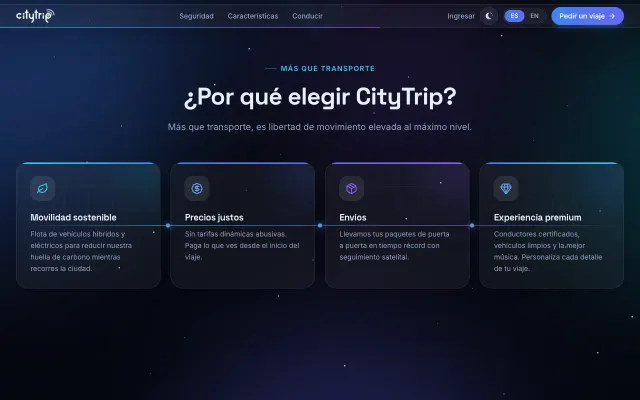 citytrip
Seguridad
Características
Conducir
Ingresar
ES
EN
Pedir un viaje →
MÁS QUE TRANSPORTE
¿Por qué elegir CityTrip?
Más que transporte, es libertad de movimiento elevada al máximo nivel.
Movilidad sostenible
Flota de vehículos híbridos y
eléctricos para reducir nuestra
huella de carbono mientras
recorres la ciudad.
Precios justos
Sin tarifas dinámicas abusivas.
Paga lo que ves desde el inicio del
viaje.
Envíos
Llevamos tus paquetes de puerta
a puerta en tiempo récord con
seguimiento satelital.
Experiencia premium
Conductores certificados,
vehículos limpios y la mejor
música. Personaliza cada detalle
de tu viaje.